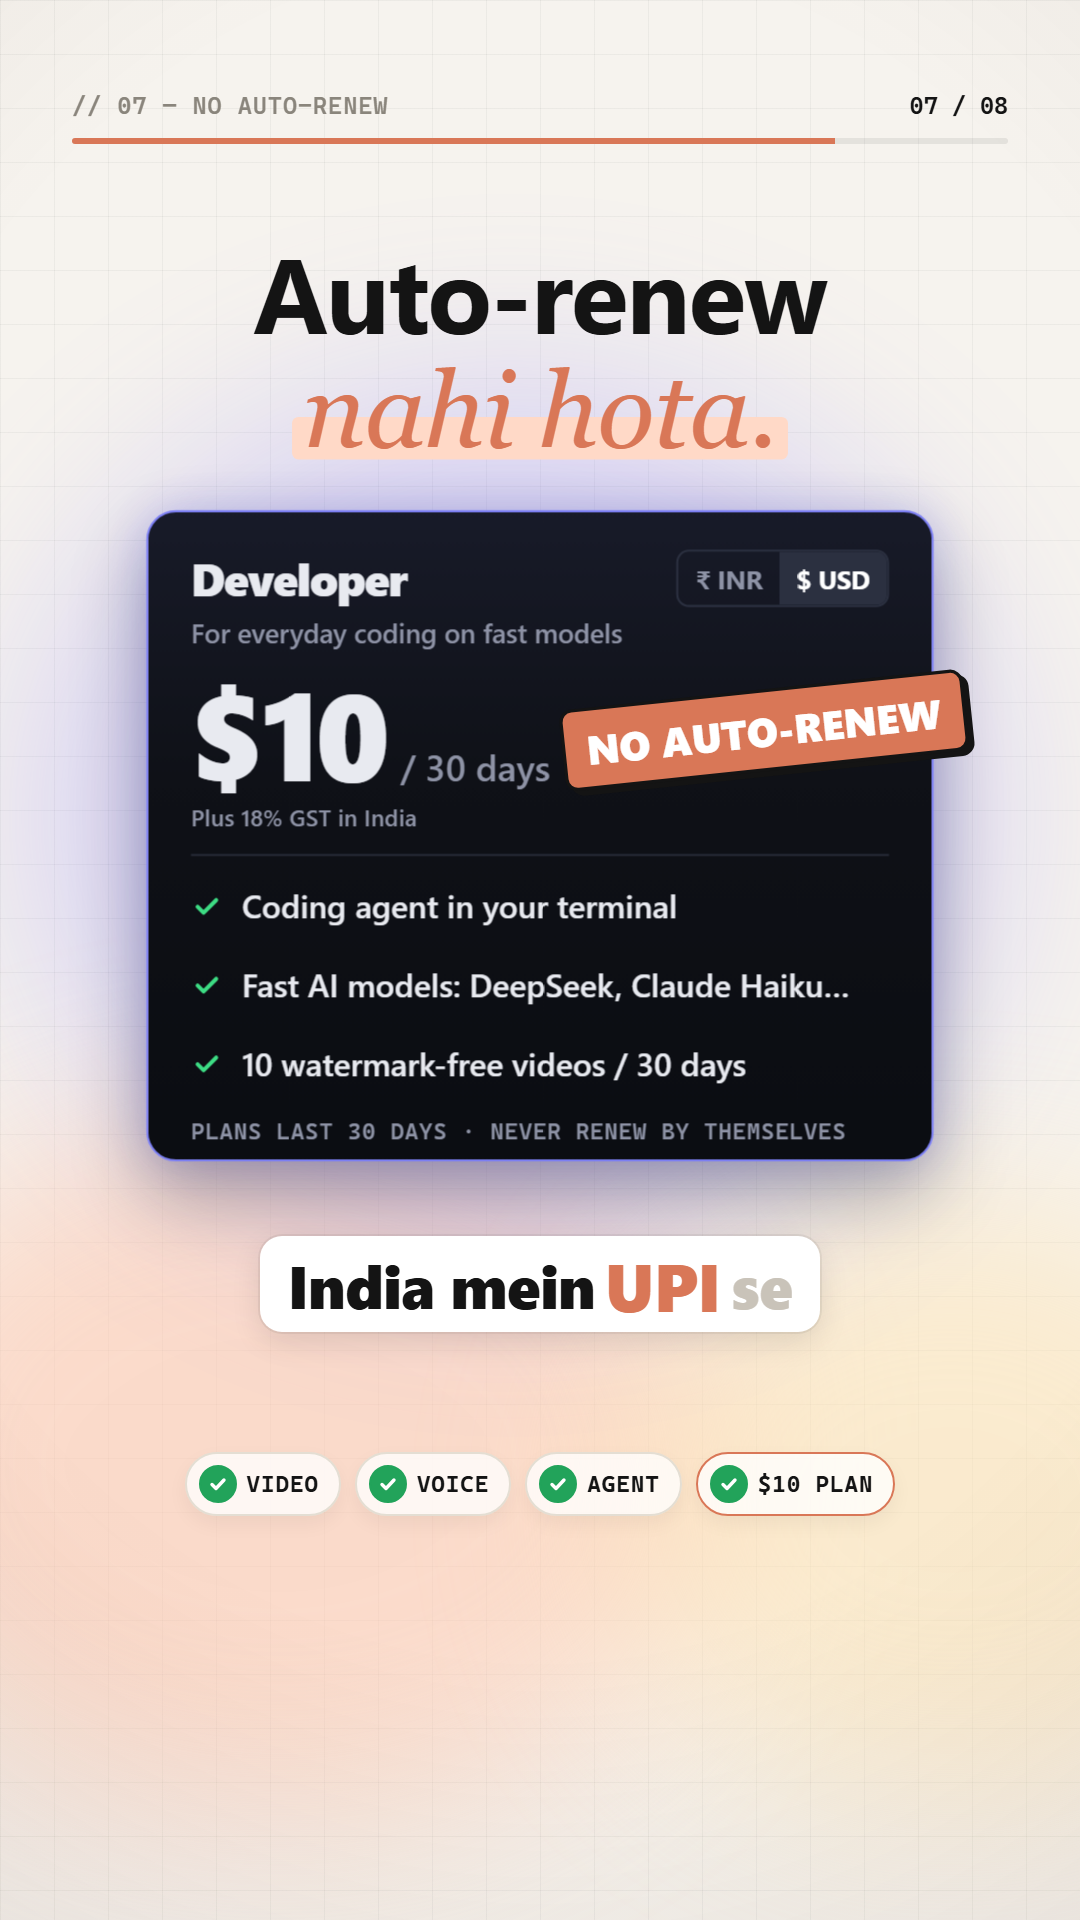 // 07 – NO AUTO-RENEW
07 / 08
Auto-renew
nahi hota.
Developer
₹ INR
$ USD
For everyday coding on fast models
$10 / 30 days
NO AUTO-RENEW
Plus 18% GST in India
Coding agent in your terminal
Fast AI models: DeepSeek, Claude Haiku...
10 watermark-free videos / 30 days
PLANS LAST 30 DAYS · NEVER RENEW BY THEMSELVES
India mein UPI se
VIDEO
VOICE
AGENT
$10 PLAN